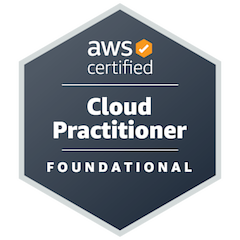 aws
certified
Cloud
Practitioner
FOUNDATIONAL